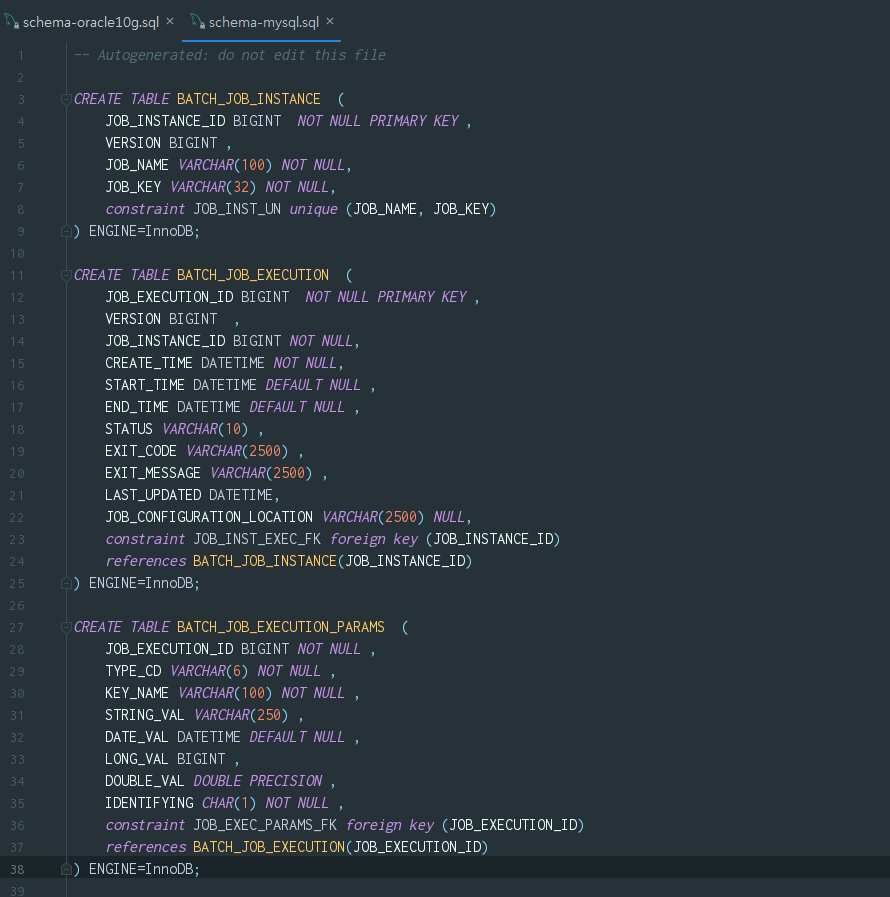 schema-oracle10g.sql × schema-mysql.sql ×
1 -- Autogenerated: do not edit this file
2
3 CREATE TABLE BATCH_JOB_INSTANCE  (
4     JOB_INSTANCE_ID BIGINT  NOT NULL PRIMARY KEY ,
5     VERSION BIGINT ,
6     JOB_NAME VARCHAR(100) NOT NULL,
7     JOB_KEY VARCHAR(32) NOT NULL,
8     constraint JOB_INST_UN unique (JOB_NAME, JOB_KEY)
9 ) ENGINE=InnoDB;
10
11 CREATE TABLE BATCH_JOB_EXECUTION  (
12     JOB_EXECUTION_ID BIGINT  NOT NULL PRIMARY KEY ,
13     VERSION BIGINT  ,
14     JOB_INSTANCE_ID BIGINT NOT NULL,
15     CREATE_TIME DATETIME NOT NULL,
16     START_TIME DATETIME DEFAULT NULL ,
17     END_TIME DATETIME DEFAULT NULL ,
18     STATUS VARCHAR(10) ,
19     EXIT_CODE VARCHAR(2500) ,
20     EXIT_MESSAGE VARCHAR(2500) ,
21     LAST_UPDATED DATETIME,
22     JOB_CONFIGURATION_LOCATION VARCHAR(2500) NULL,
23     constraint JOB_INST_EXEC_FK foreign key (JOB_INSTANCE_ID)
24     references BATCH_JOB_INSTANCE(JOB_INSTANCE_ID)
25 ) ENGINE=InnoDB;
26
27 CREATE TABLE BATCH_JOB_EXECUTION_PARAMS  (
28     JOB_EXECUTION_ID BIGINT NOT NULL ,
29     TYPE_CD VARCHAR(6) NOT NULL ,
30     KEY_NAME VARCHAR(100) NOT NULL ,
31     STRING_VAL VARCHAR(250) ,
32     DATE_VAL DATETIME DEFAULT NULL ,
33     LONG_VAL BIGINT ,
34     DOUBLE_VAL DOUBLE PRECISION ,
35     IDENTIFYING CHAR(1) NOT NULL ,
36     constraint JOB_EXEC_PARAMS_FK foreign key (JOB_EXECUTION_ID)
37     references BATCH_JOB_EXECUTION(JOB_EXECUTION_ID)
38 ) ENGINE=InnoDB;
39